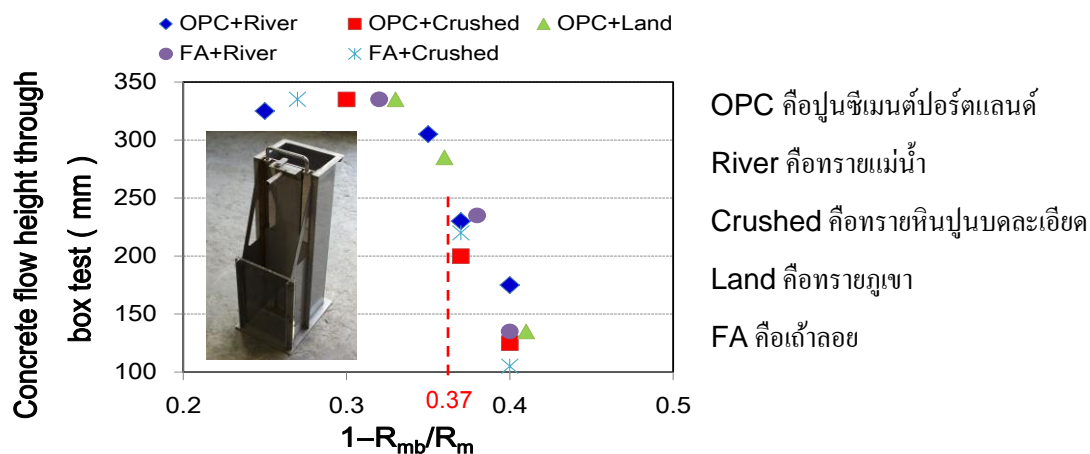 OPC+River OPC+Crushed OPC+Land
FA+River FA+Crushed
Concrete flow height through
box test ( mm )
350
300
250
200
150
100
0.2 0.3 0.37 0.4 0.5
1−Rmb/Rm
OPC คือปูนซีเมนต์ปอร์ตแลนด์
River คือทรายแม่น้ำ
Crushed คือทรายหินปูนบดละเอียด
Land คือทรายภูเขา
FA คือเถ้าลอย